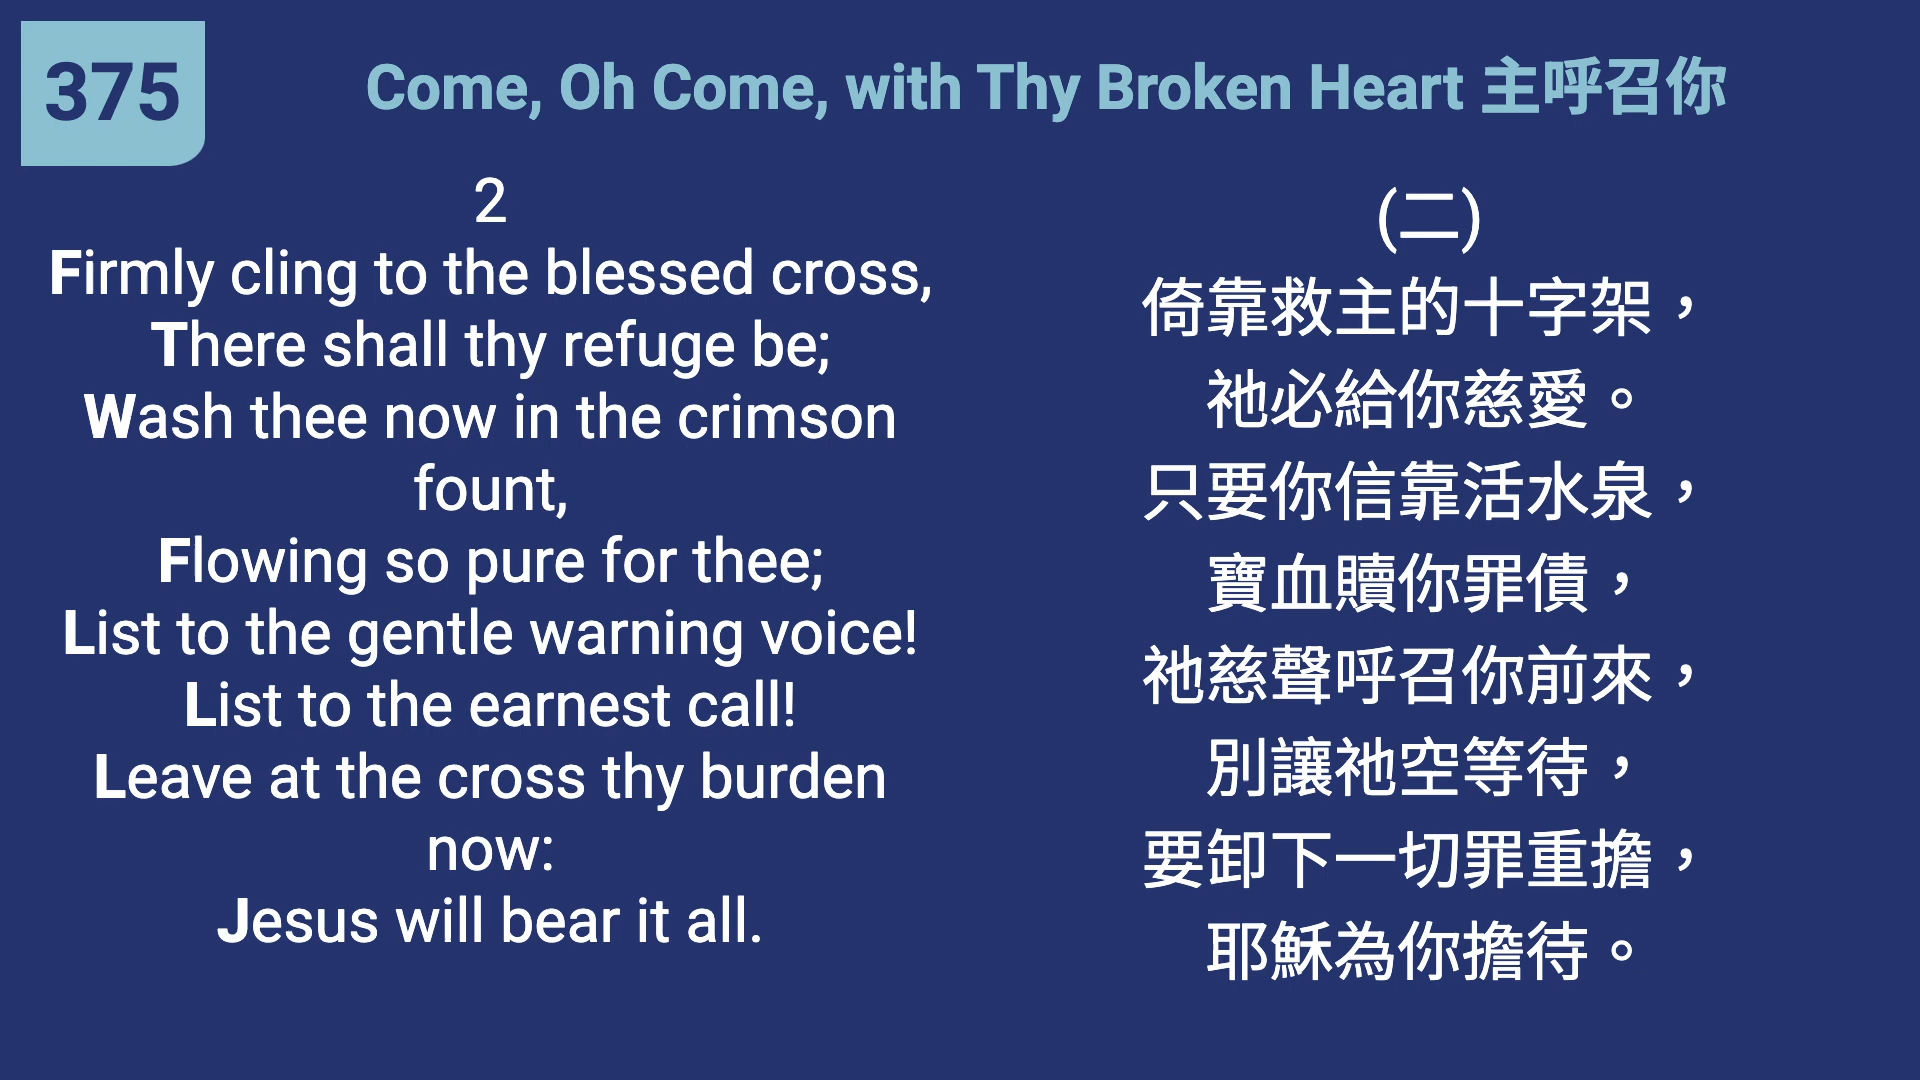 375
Come, Oh Come, with Thy Broken Heart 主呼召你
2
Firmly cling to the blessed cross,
There shall thy refuge be;
Wash thee now in the crimson
fount,
Flowing so pure for thee;
List to the gentle warning voice!
List to the earnest call!
Leave at the cross thy burden
now:
Jesus will bear it all.
(二)
倚靠救主的十字架，
祂必給你慈愛。
只要你信靠活水泉，
寶血贖你罪債，
祂慈聲呼召你前來，
別讓祂空等待，
要卸下一切罪重擔，
耶穌為你擔待。